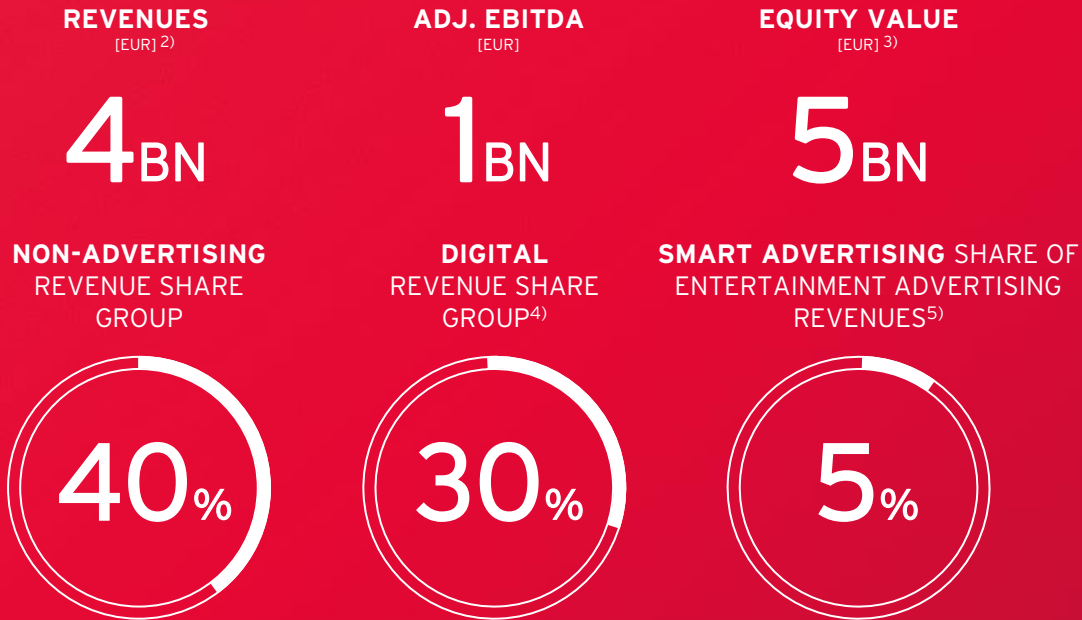 REVENUES
[EUR] 2)
4BN
ADJ. EBITDA
[EUR]
1BN
EQUITY VALUE
[EUR] 3)
5BN
NON-ADVERTISING
REVENUE SHARE
GROUP
40%
DIGITAL
REVENUE SHARE
GROUP4)
30%
SMART ADVERTISING SHARE OF
ENTERTAINMENT ADVERTISING
REVENUES5)
5%